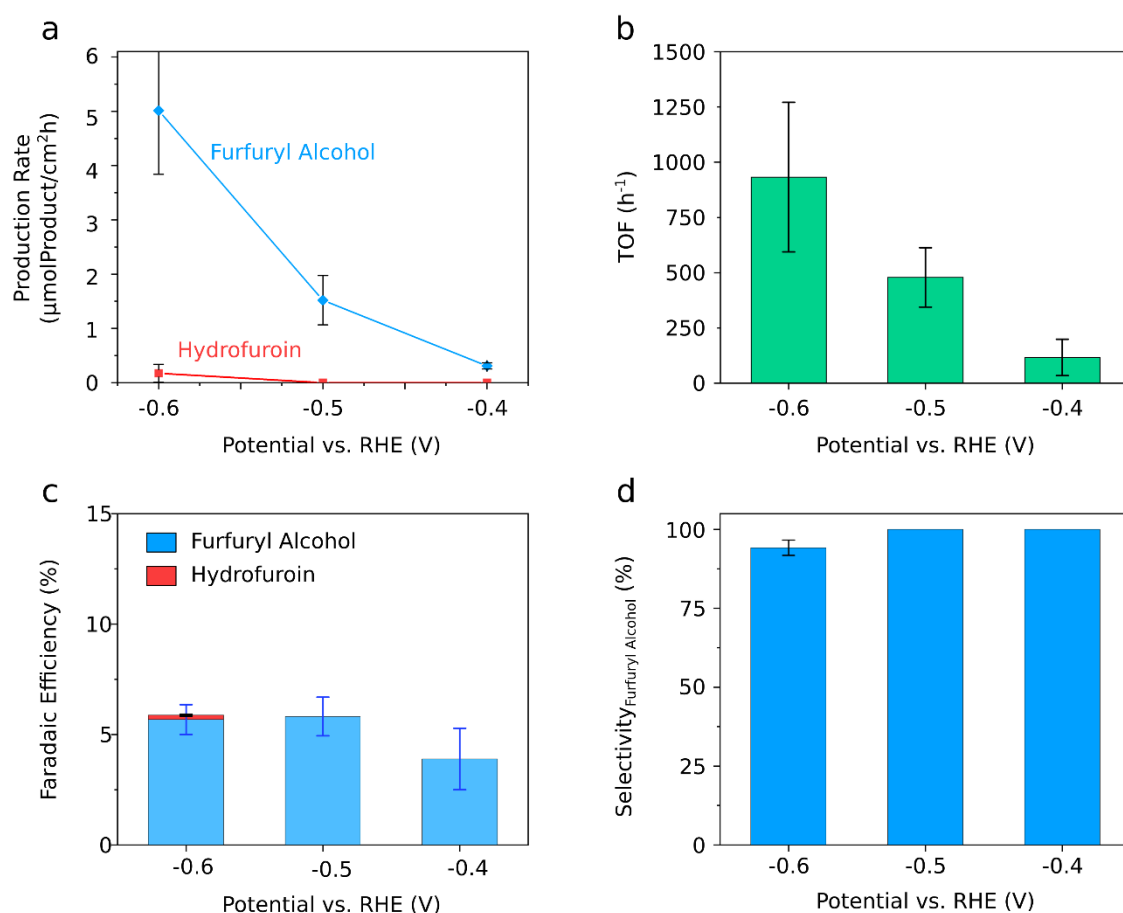 a
6
5
4
3
2
1
0
Production Rate
(µmolProduct/cm²h)
Furfuryl Alcohol
Hydrofuroin
-0.6
-0.5
-0.4
Potential vs. RHE (V)
b
1500
1250
1000
750
500
250
0
TOF (h⁻¹)
-0.6
-0.5
-0.4
Potential vs. RHE (V)
c
15
10
5
0
Faradaic Efficiency (%)
Furfuryl Alcohol
Hydrofuroin
-0.6
-0.5
-0.4
Potential vs. RHE (V)
d
100
75
50
25
0
Selectivity Furfuryl Alcohol (%)
-0.6
-0.5
-0.4
Potential vs. RHE (V)